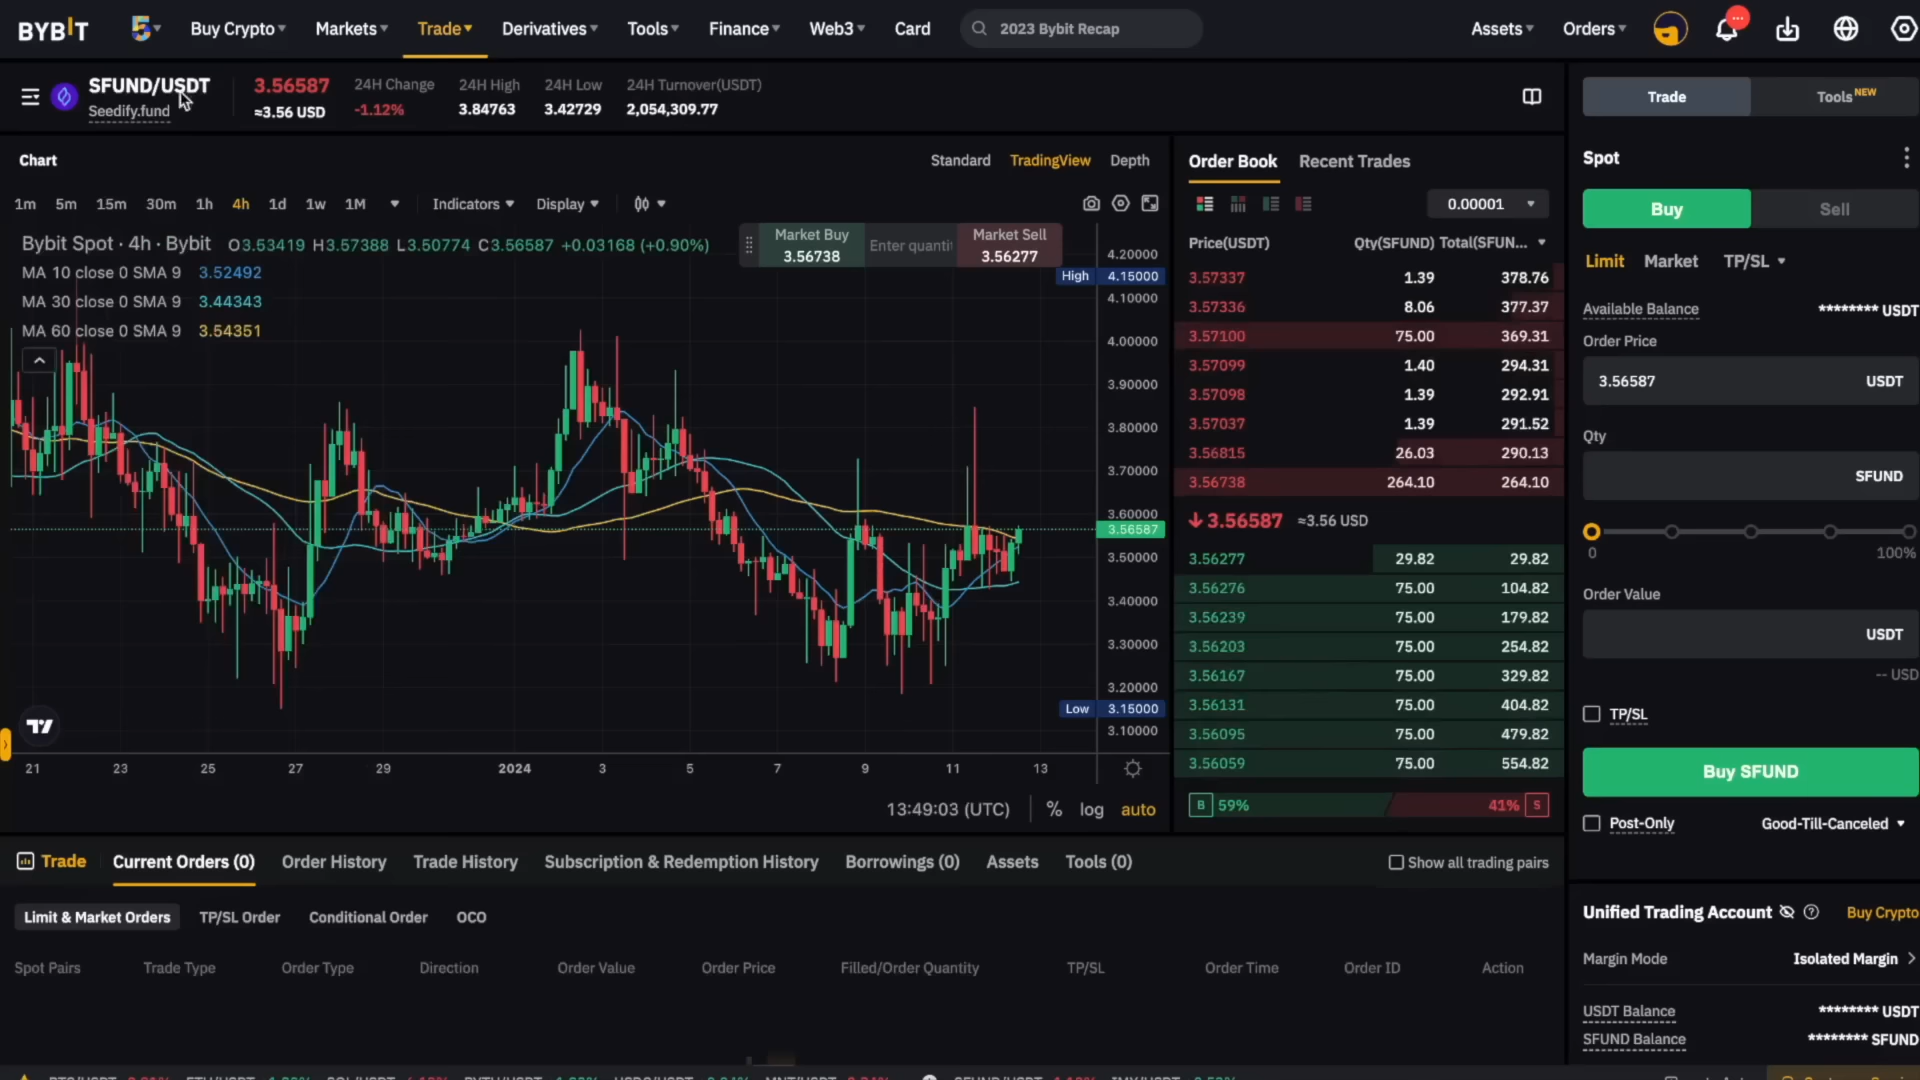 BYBIT Buy Crypto Markets Trade Derivatives Tools Finance Web3 Card 2023 Bybit Recap Assets Orders
SFUND/USDT
Seedify.fund
3.56587
≈3.56 USD
24H Change
-1.12%
24H High
3.84763
24H Low
3.42729
24H Turnover(USDT)
2,054,309.77
Chart
Standard TradingView Depth
1m 5m 15m 30m 1h 4h 1d 1w 1M Indicators Display
Bybit Spot · 4h · Bybit O3.53419 H3.57388 L3.50774 C3.56587 +0.03168 (+0.90%)
MA 10 close 0 SMA 9 3.52492
MA 30 close 0 SMA 9 3.44343
MA 60 close 0 SMA 9 3.54351
Market Buy
3.56738
Enter quanti
Market Sell
3.56277
4.20000
High 4.15000
4.10000
4.00000
3.90000
3.80000
3.70000
3.60000
3.56587
3.50000
3.40000
3.30000
3.20000
Low 3.15000
3.10000
21 23 25 27 29 2024 3 5 7 9 11 13
13:49:03 (UTC) % log auto
Order Book Recent Trades
0.00001
Price(USDT) Qty(SFUND) Total(SFUN...
3.57337 1.39 378.76
3.57336 8.06 377.37
3.57100 75.00 369.31
3.57099 1.40 294.31
3.57098 1.39 292.91
3.57037 1.39 291.52
3.56815 26.03 290.13
3.56738 264.10 264.10
3.56587 ≈3.56 USD
3.56277 29.82 29.82
3.56276 75.00 104.82
3.56239 75.00 179.82
3.56203 75.00 254.82
3.56167 75.00 329.82
3.56131 75.00 404.82
3.56095 75.00 479.82
3.56059 75.00 554.82
B 59% 41% S
Trade Tools NEW
Spot
Buy Sell
Limit Market TP/SL
Available Balance ******** USDT
Order Price
3.56587 USDT
Qty
SFUND
0 100%
Order Value
USDT
-- USD
TP/SL
Buy SFUND
Post-Only Good-Till-Canceled
Unified Trading Account Buy Crypto
Margin Mode Isolated Margin
USDT Balance ******** USDT
SFUND Balance ******** SFUND
Trade Current Orders (0) Order History Trade History Subscription & Redemption History Borrowings (0) Assets Tools (0) Show all trading pairs
Limit & Market Orders TP/SL Order Conditional Order OCO
Spot Pairs Trade Type Order Type Direction Order Value Order Price Filled/Order Quantity TP/SL Order Time Order ID Action